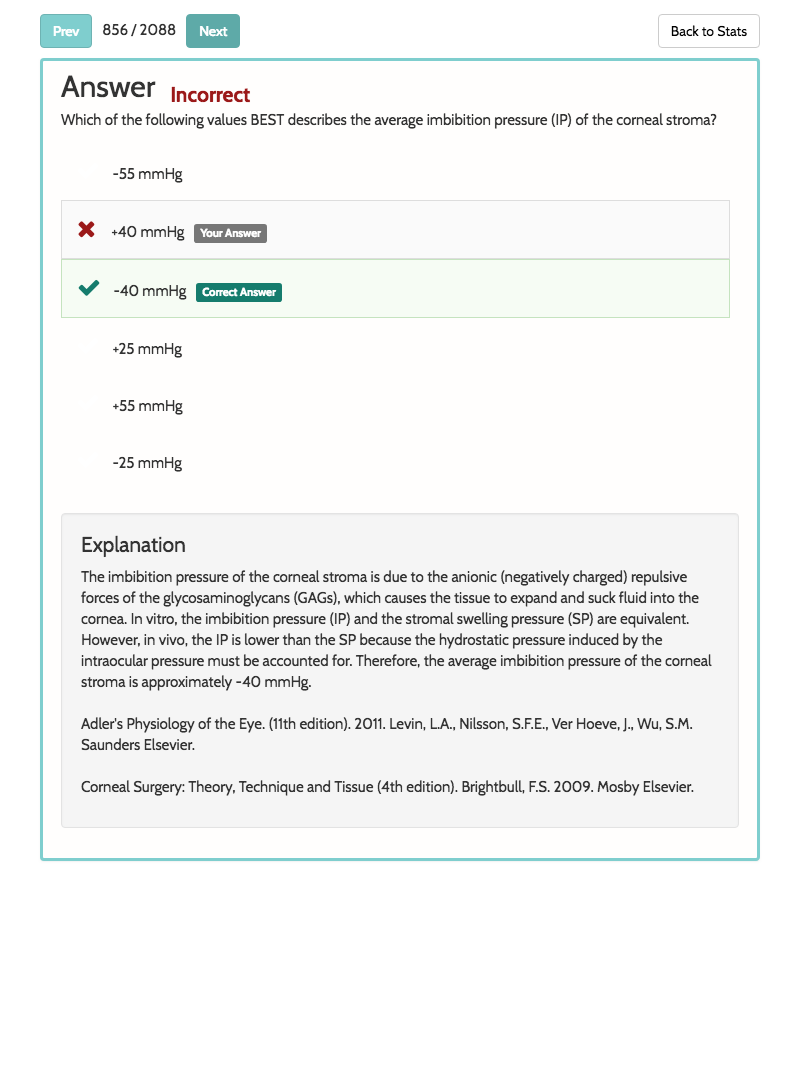 Prev 856 / 2088 Next Back to Stats
Answer Incorrect
Which of the following values BEST describes the average imbibition pressure (IP) of the corneal stroma?
-55 mmHg
+40 mmHg Your Answer
-40 mmHg Correct Answer
+25 mmHg
+55 mmHg
-25 mmHg
Explanation
The imbibition pressure of the corneal stroma is due to the anionic (negatively charged) repulsive
forces of the glycosaminoglycans (GAGs), which causes the tissue to expand and suck fluid into the
cornea. In vitro, the imbibition pressure (IP) and the stromal swelling pressure (SP) are equivalent.
However, in vivo, the IP is lower than the SP because the hydrostatic pressure induced by the
intraocular pressure must be accounted for. Therefore, the average imbibition pressure of the corneal
stroma is approximately -40 mmHg.
Adler's Physiology of the Eye. (11th edition). 2011. Levin, L.A., Nilsson, S.F.E., Ver Hoeve, J., Wu, S.M.
Saunders Elsevier.
Corneal Surgery: Theory, Technique and Tissue (4th edition). Brightbull, F.S. 2009. Mosby Elsevier.